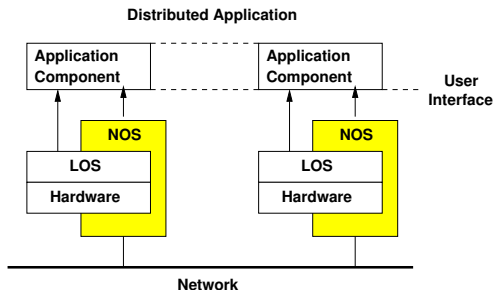 Distributed Application
Application
Component
Application
Component
User
Interface
NOS
NOS
LOS
LOS
Hardware
Hardware
Network